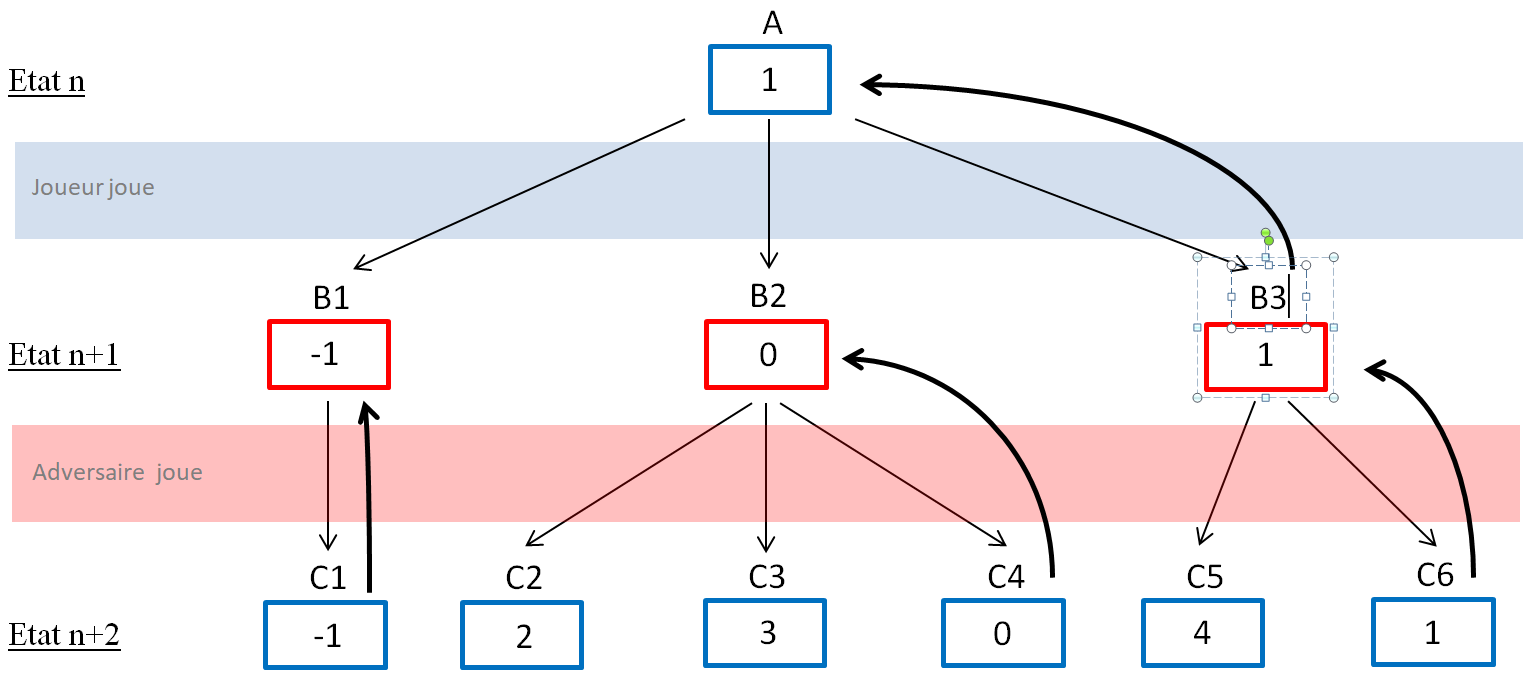 A
Etat n
1
Joueur joue
B1
B2
B3
Etat n+1
-1
0
1
Adversaire joue
C1
C2
C3
C4
C5
C6
Etat n+2
-1
2
3
0
4
1